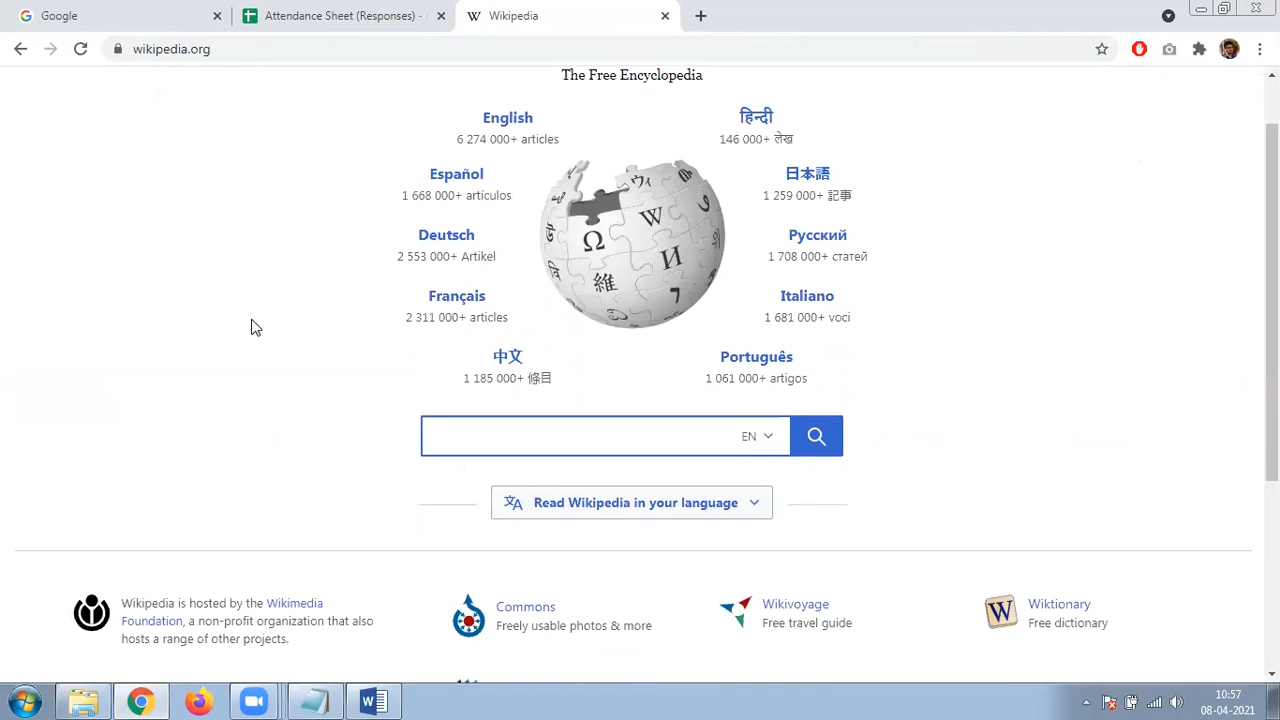 Google
Attendance Sheet (Responses) -
Wikipedia
wikipedia.org
The Free Encyclopedia
English
6 274 000+ articles
हिन्दी
146 000+ लेख
Español
1 668 000+ artículos
日本語
1 259 000+ 記事
Deutsch
2 553 000+ Artikel
Русский
1 708 000+ статей
Français
2 311 000+ articles
Italiano
1 681 000+ voci
中文
1 185 000+ 條目
Português
1 061 000+ artigos
EN
Read Wikipedia in your language
Wikipedia is hosted by the Wikimedia
Foundation, a non-profit organization that also
hosts a range of other projects.
Commons
Freely usable photos & more
Wikivoyage
Free travel guide
Wiktionary
Free dictionary
10:57
08-04-2021